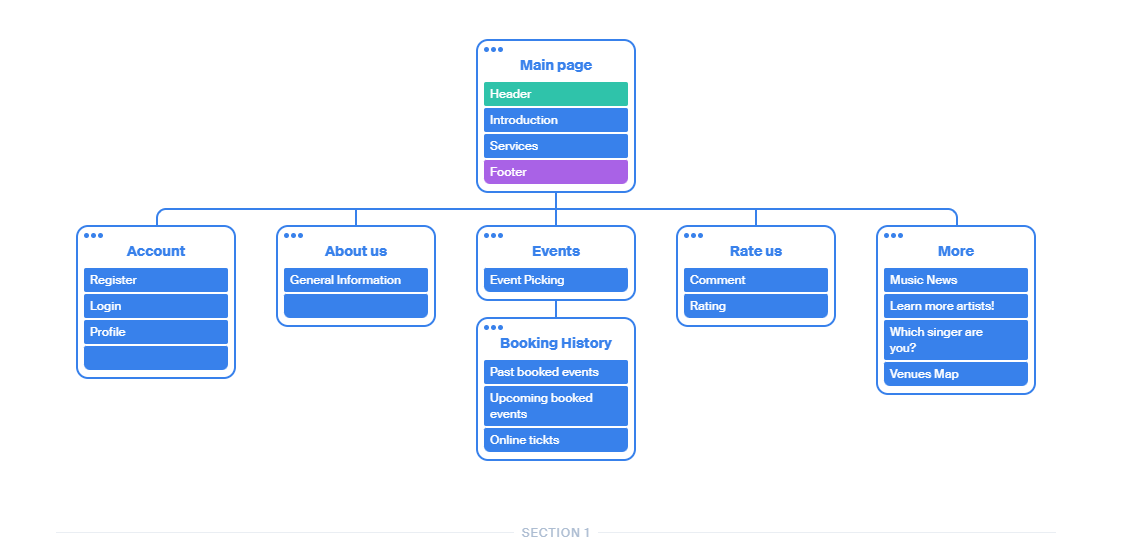 Main page
Header
Introduction
Services
Footer
Account
Register
Login
Profile
About us
General Information
Events
Event Picking
Booking History
Past booked events
Upcoming booked
events
Online tickts
Rate us
Comment
Rating
More
Music News
Learn more artists!
Which singer are
you?
Venues Map
SECTION 1